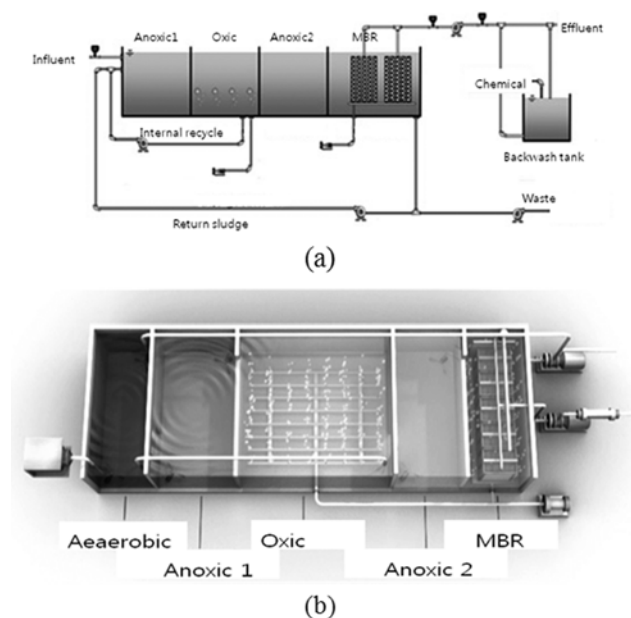 Anoxic1 Oxic Anoxic2 MBR
Influent
Effluent
Chemical
Internal recycle
Backwash tank
Waste
Return sludge
(a)
Aeaerobic Oxic MBR
Anoxic 1 Anoxic 2
(b)